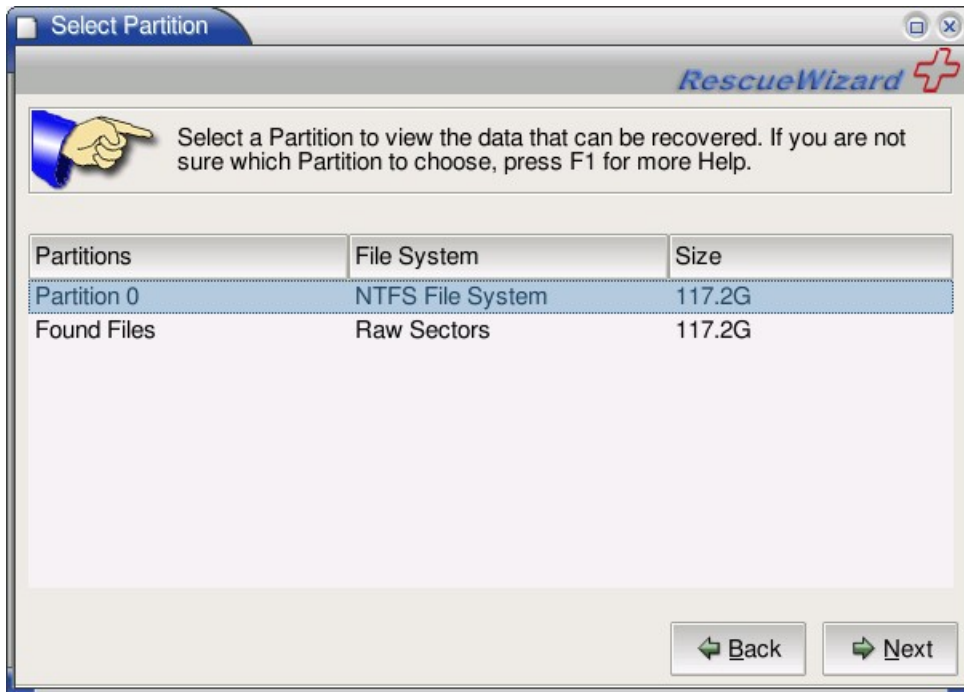 Select Partition
RescueWizard
Select a Partition to view the data that can be recovered. If you are not
sure which Partition to choose, press F1 for more Help.
Partitions File System Size
Partition 0 NTFS File System 117.2G
Found Files Raw Sectors 117.2G
Back Next